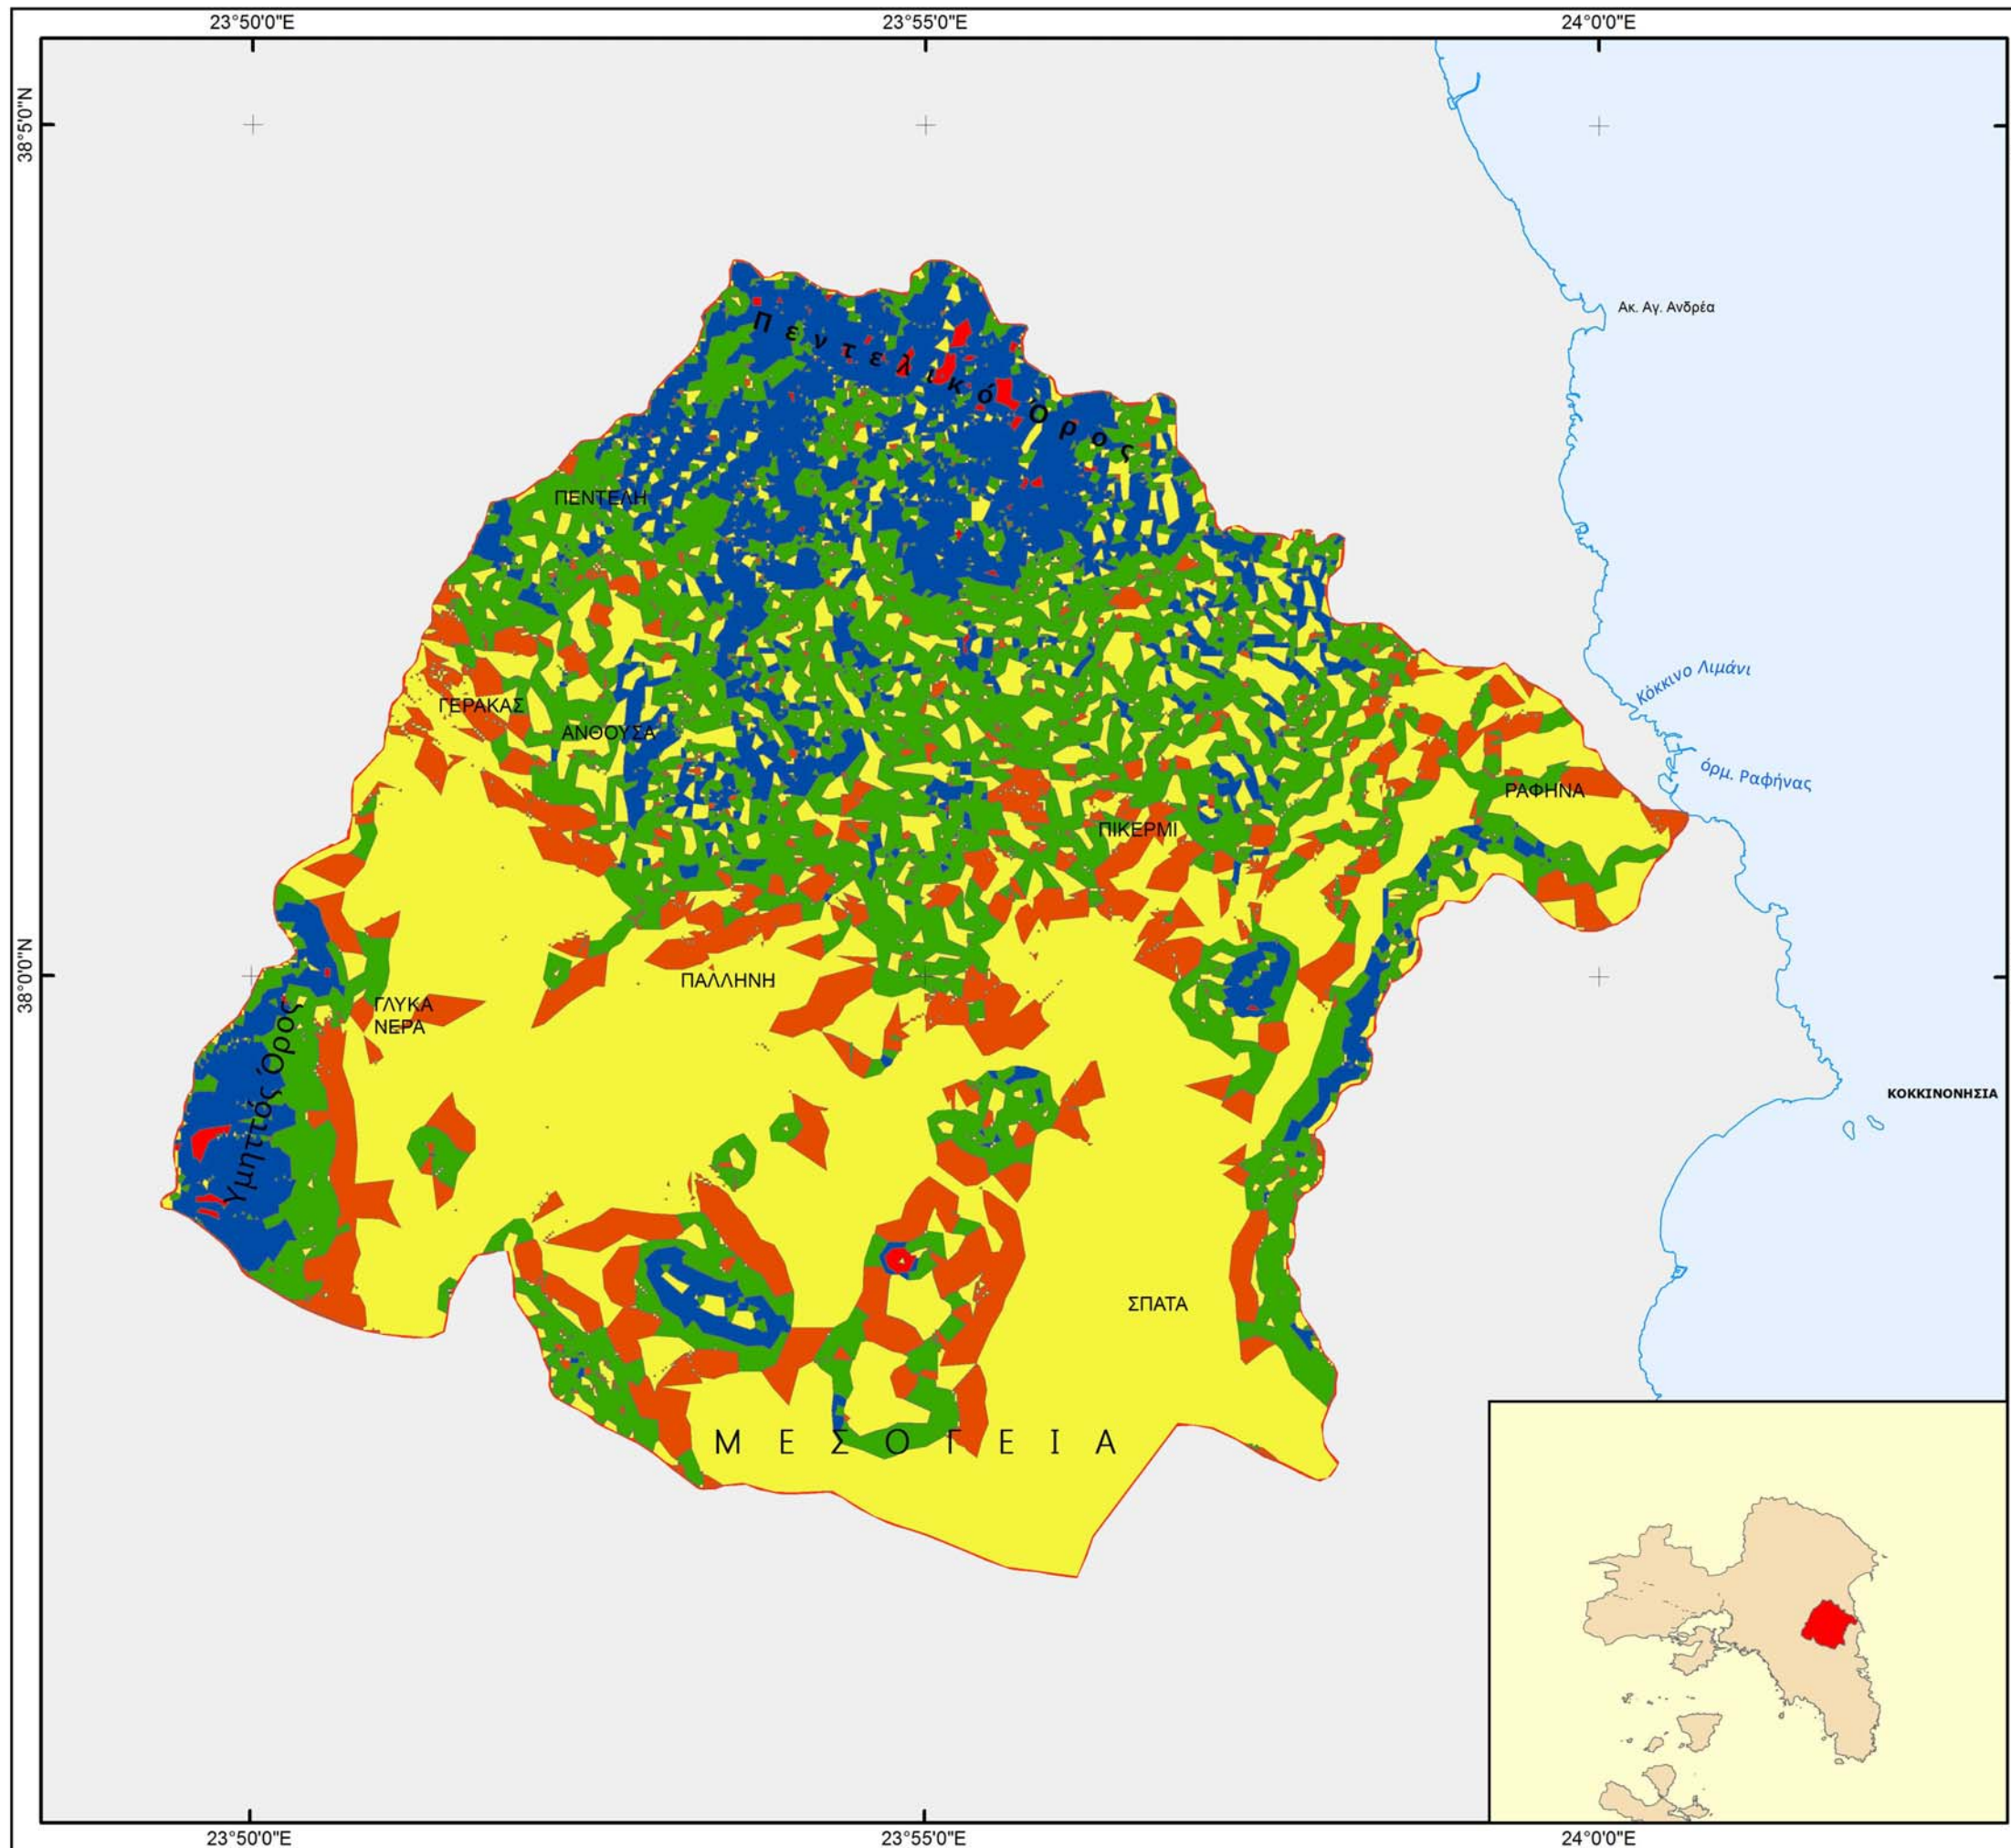 23°50'0"E
23°55'0"E
24°0'0"E
38°5'0"N
Ακ. Αγ. Ανδρέα
Πεντελικό Όρος
ΠΕΝΤΕΛΗ
Κόκκινο Λιμάνι
ΓΕΡΑΚΑΣ
ΑΝΘΟΥΣΑ
όρμ. Ραφήνας
ΡΑΦΗΝΑ
ΠΙΚΕΡΜΙ
38°0'0"N
ΠΑΛΛΗΝΗ
ΓΛΥΚΑ
ΝΕΡΑ
Υμηττός Όρος
ΚΟΚΚΙΝΟΝΗΣΙΑ
ΣΠΑΤΑ
ΜΕΣΟΓΕΙΑ
23°50'0"E
23°55'0"E
24°0'0"E